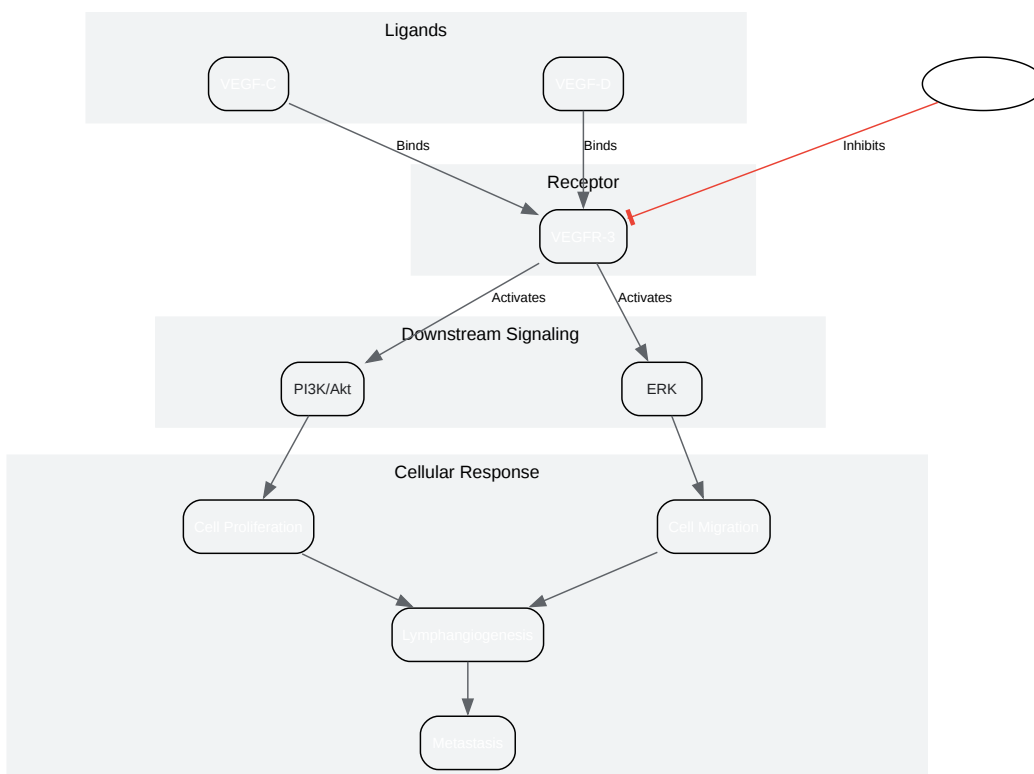 Ligands
VEGF-C
VEGF-D
Binds
Binds
Inhibits
Receptor
VEGFR-3
Activates
Activates
Downstream Signaling
PI3K/Akt
ERK
Cellular Response
Cell Proliferation
Cell Migration
Lymphangiogenesis
Metastasis